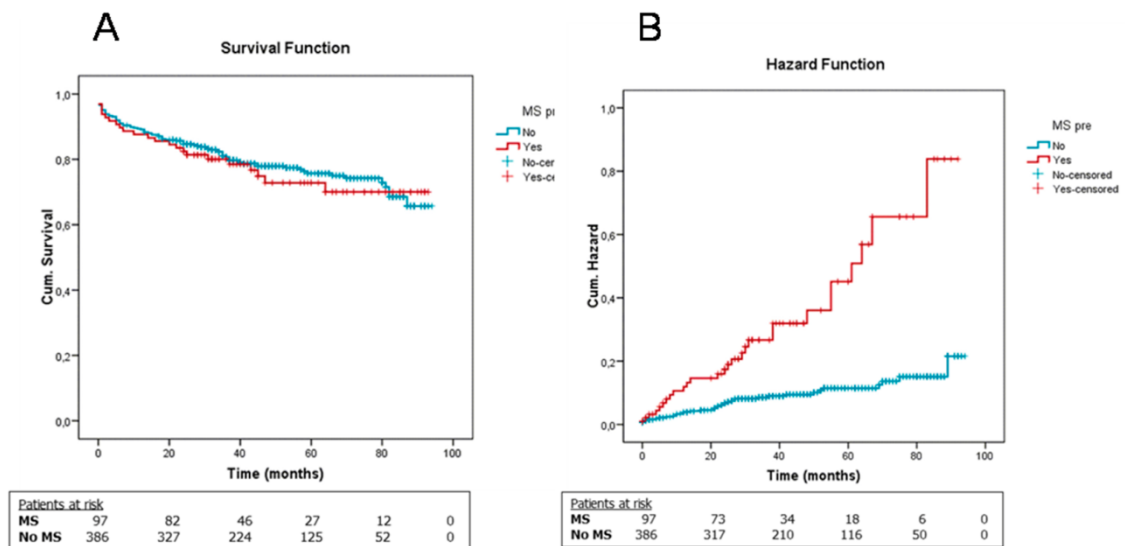 A
Survival Function
1,0
0,8
0,6
0,4
0,2
0,0
Cum. Survival
0 20 40 60 80 100
Time (months)
MS pr
No
Yes
No-cer
Yes-ce
Patients at risk
MS 97 82 46 27 12 0
No MS 386 327 224 125 52 0
B
Hazard Function
1,0
0,8
0,6
0,4
0,2
0,0
Cum. Hazard
0 20 40 60 80 100
Time (months)
MS pre
No
Yes
No-censored
Yes-censored
Patients at risk
MS 97 73 34 18 6 0
No MS 386 317 210 116 50 0